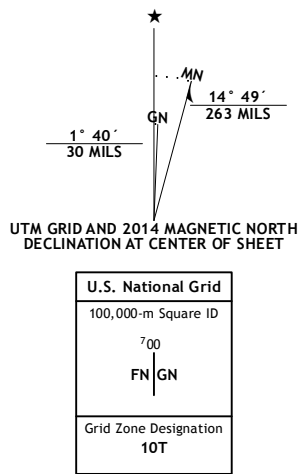 ★
MN
GN
1° 40´
30 MILS
14° 49´
263 MILS
UTM GRID AND 2014 MAGNETIC NORTH
DECLINATION AT CENTER OF SHEET
U.S. National Grid
100,000-m Square ID
⁷00
FN GN
Grid Zone Designation
10T